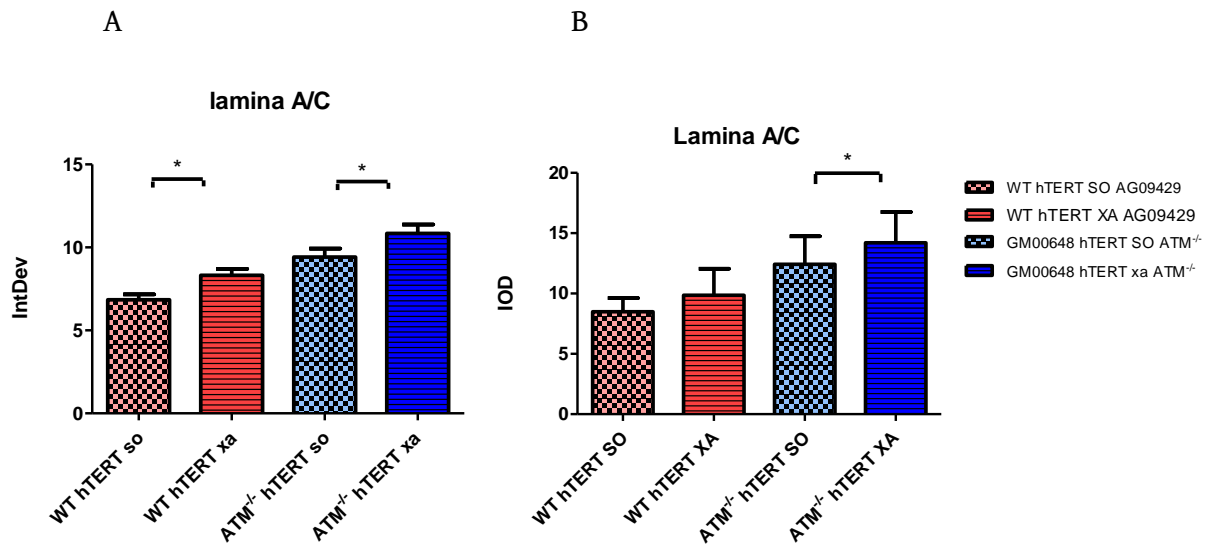 A
B
lamina A/C
Lamina A/C
IntDev
15
10
5
0
*
*
WT hTERT so
WT hTERT xa
ATM-/- hTERT so
ATM-/- hTERT xa
IOD
20
15
10
5
0
*
WT hTERT SO
WT hTERT XA
ATM-/- hTERT SO
ATM-/- hTERT XA
WT hTERT SO AG09429
WT hTERT XA AG09429
GM00648 hTERT SO ATM-/-
GM00648 hTERT xa ATM-/-